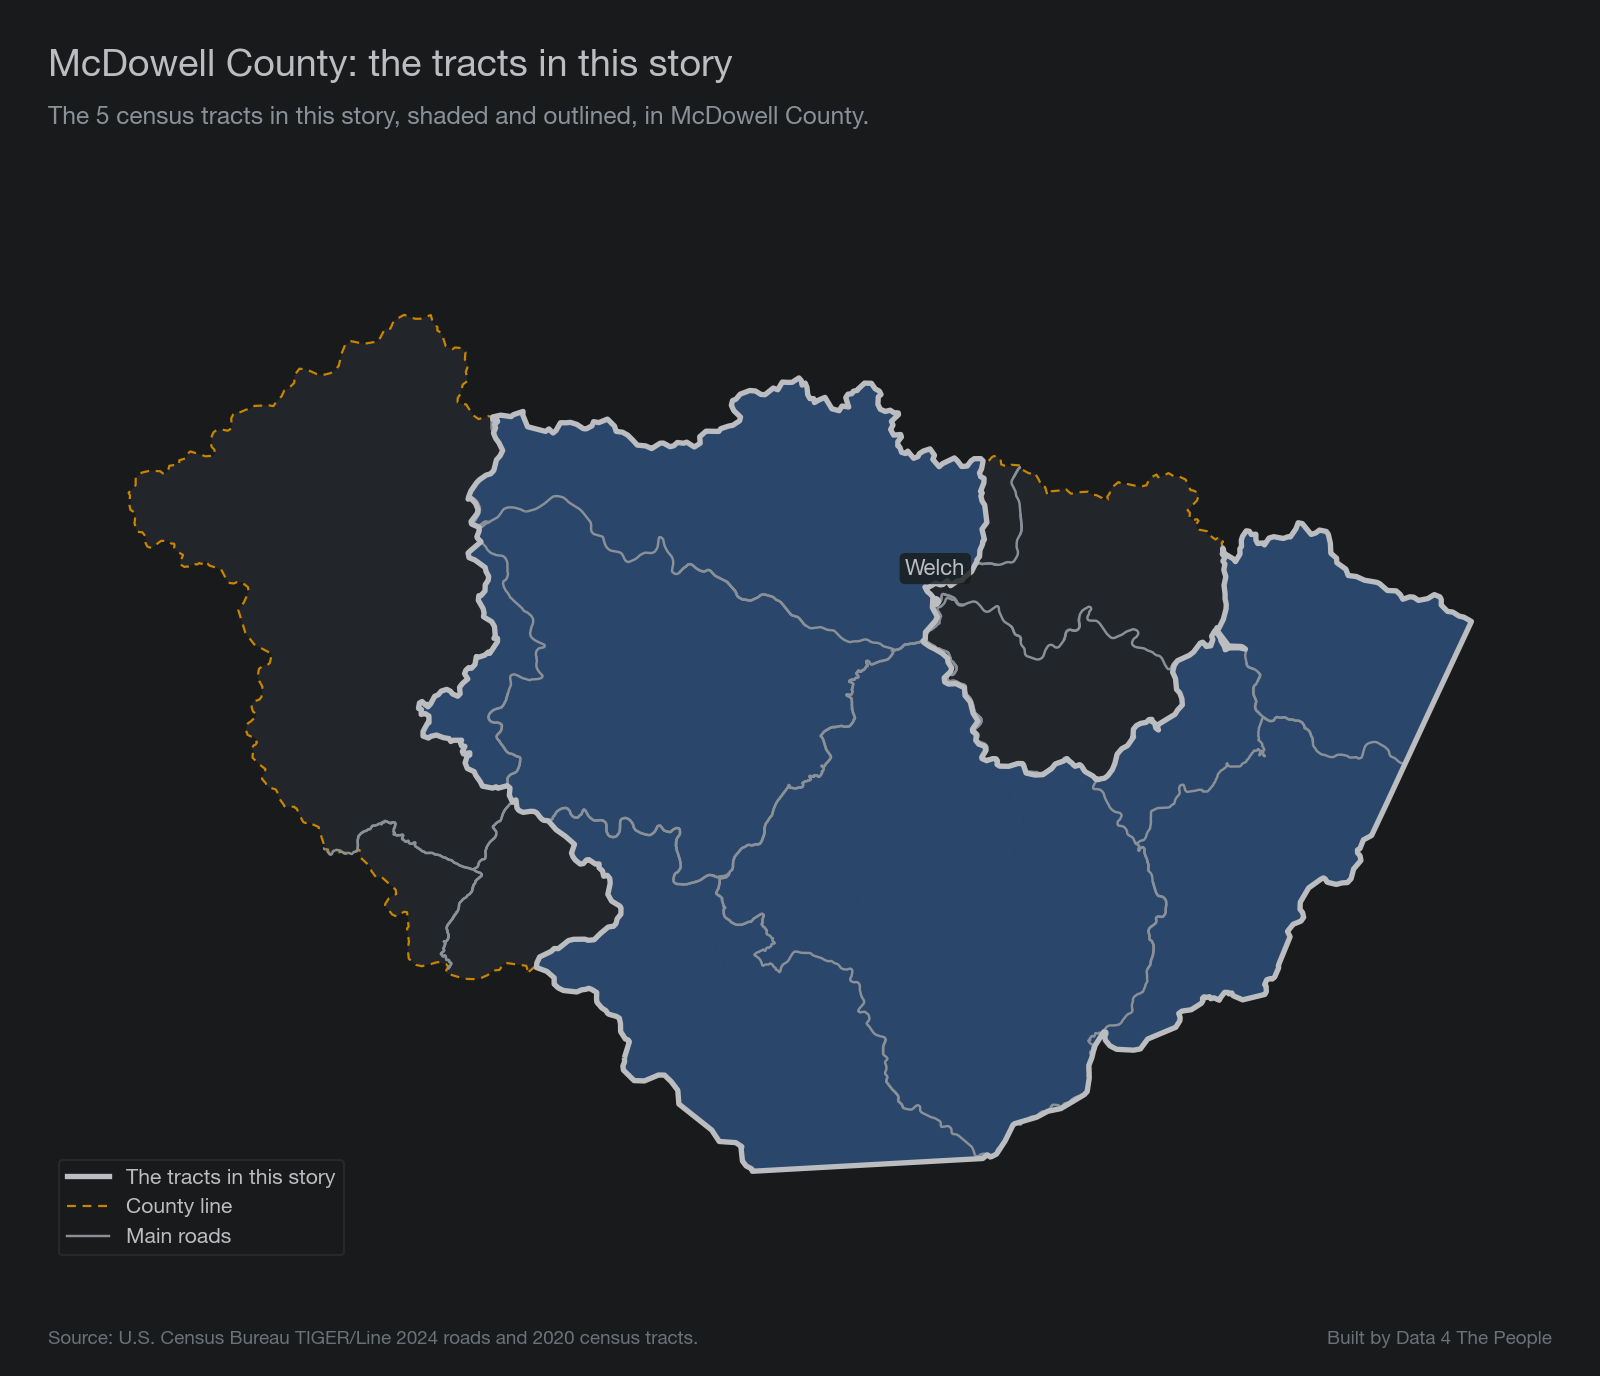 McDowell County: the tracts in this story
The 5 census tracts in this story, shaded and outlined, in McDowell County.
Welch
The tracts in this story
County line
Main roads
Source: U.S. Census Bureau TIGER/Line 2024 roads and 2020 census tracts.
Built by Data 4 The People